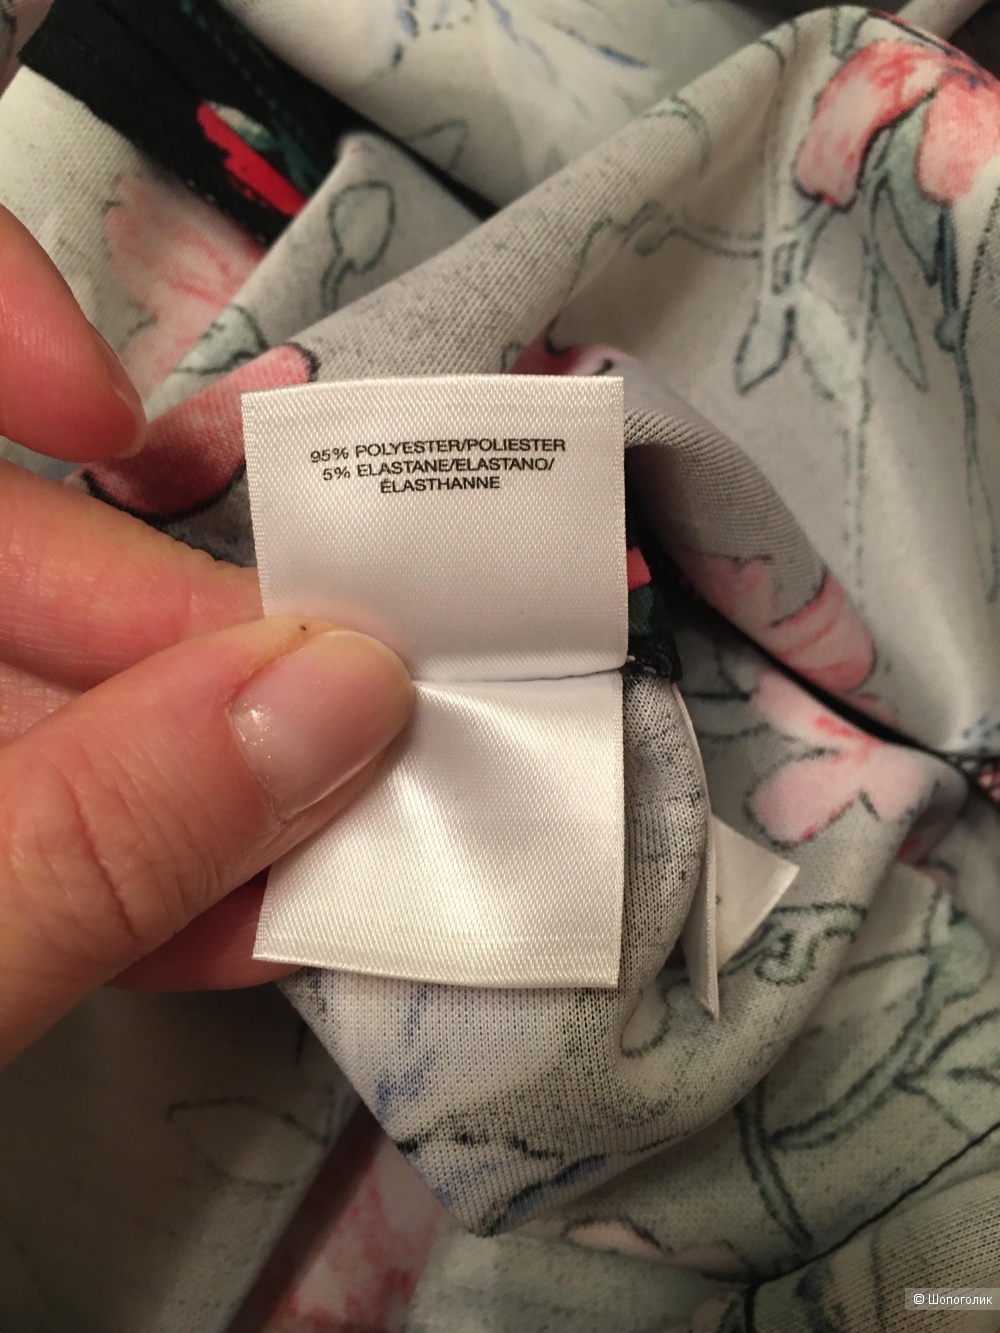 95% POLYESTER/POLIESTER
5% ELASTANE/ELASTANO/
ÉLASTHANNE
© Шопоголик